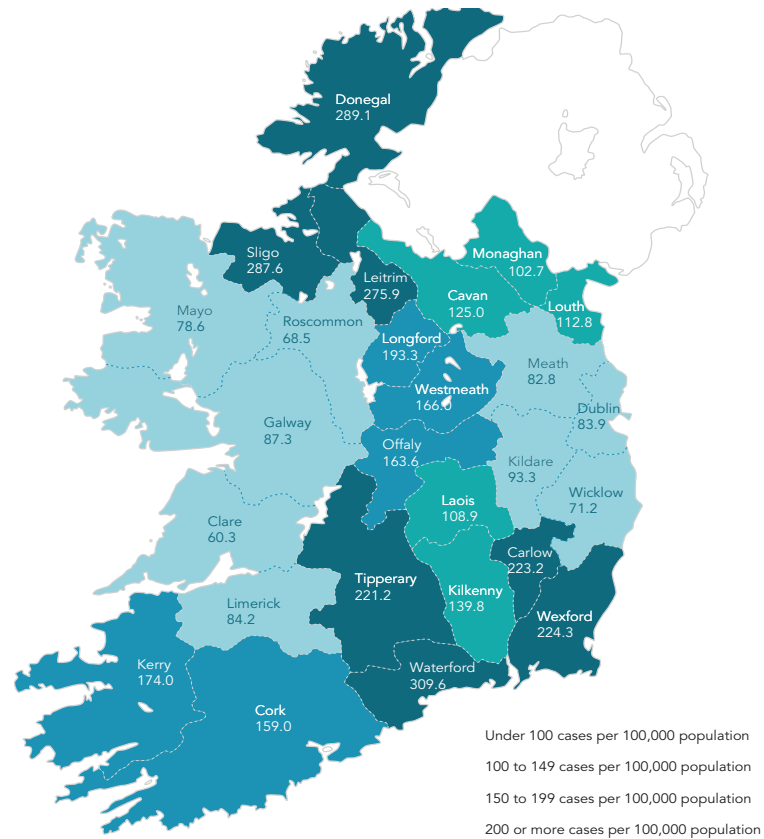 Donegal
289.1
Sligo
287.6
Leitrim
275.9
Monaghan
102.7
Cavan
125.0
Louth
112.8
Mayo
78.6
Roscommon
68.5
Longford
193.3
Meath
82.8
Westmeath
166.0
Dublin
83.9
Galway
87.3
Offaly
163.6
Kildare
93.3
Wicklow
71.2
Laois
108.9
Clare
60.3
Carlow
223.2
Tipperary
221.2
Kilkenny
139.8
Limerick
84.2
Wexford
224.3
Kerry
174.0
Waterford
309.6
Cork
159.0
Under 100 cases per 100,000 population
100 to 149 cases per 100,000 population
150 to 199 cases per 100,000 population
200 or more cases per 100,000 population